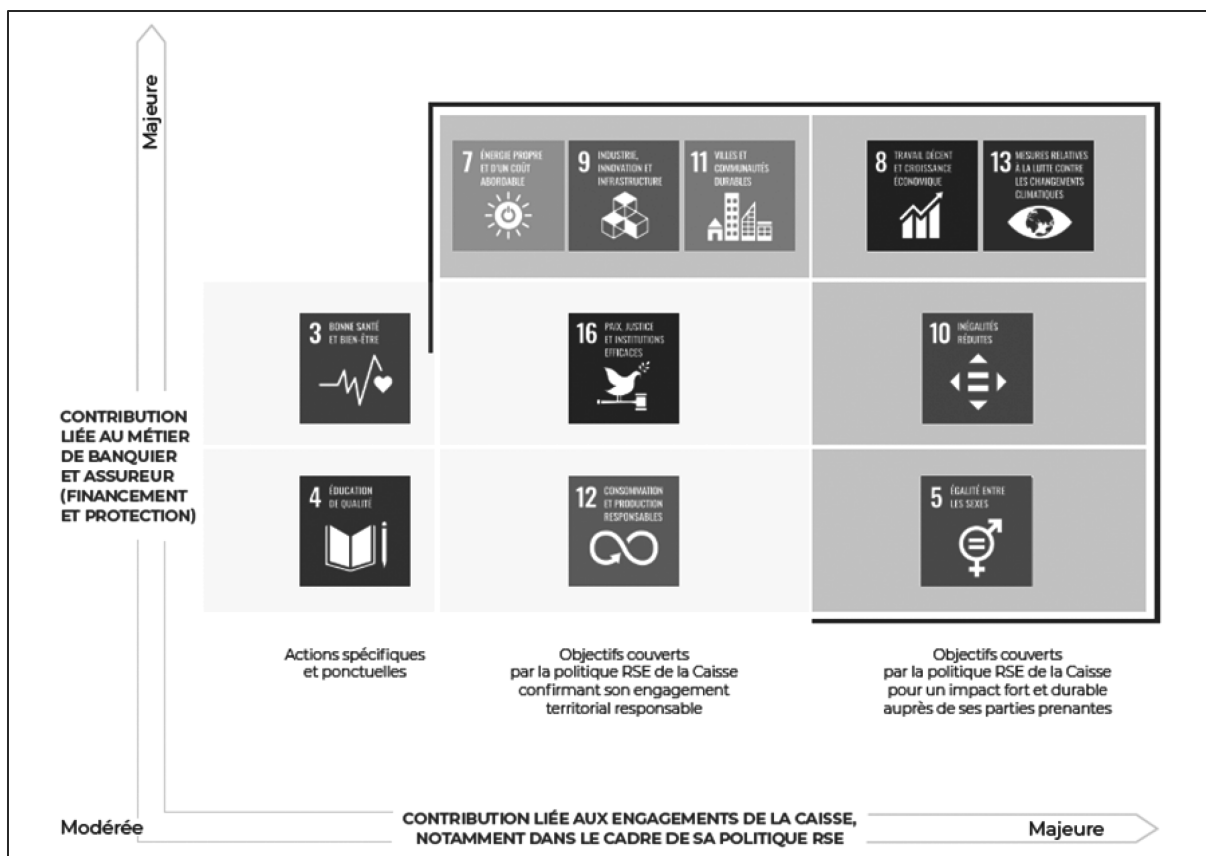 Majeure
7 ÉNERGIE PROPRE
ET D'UN COÛT
ABORDABLE
9 INDUSTRIE,
INNOVATION ET
INFRASTRUCTURE
11 VILLES ET
COMMUNAUTÉS
DURABLES
8 TRAVAIL DÉCENT
ET CROISSANCE
ÉCONOMIQUE
13 MESURES RELATIVES
À LA LUTTE CONTRE
LES CHANGEMENTS
CLIMATIQUES
3 BONNE SANTÉ
ET BIEN-ÊTRE
16 PAIX, JUSTICE
ET INSTITUTIONS
EFFICACES
10 INÉGALITÉS
RÉDUITES
CONTRIBUTION
LIÉE AU MÉTIER
DE BANQUIER
ET ASSUREUR
(FINANCEMENT
ET PROTECTION)
4 ÉDUCATION
DE QUALITÉ
12 CONSOMMATION
ET PRODUCTION
RESPONSABLES
5 ÉGALITÉ ENTRE
LES SEXES
Actions spécifiques
et ponctuelles
Objectifs couverts
par la politique RSE de la Caisse
confirmant son engagement
territorial responsable
Objectifs couverts
par la politique RSE de la Caisse
pour un impact fort et durable
auprès de ses parties prenantes
Modérée
CONTRIBUTION LIÉE AUX ENGAGEMENTS DE LA CAISSE,
NOTAMMENT DANS LE CADRE DE SA POLITIQUE RSE
Majeure